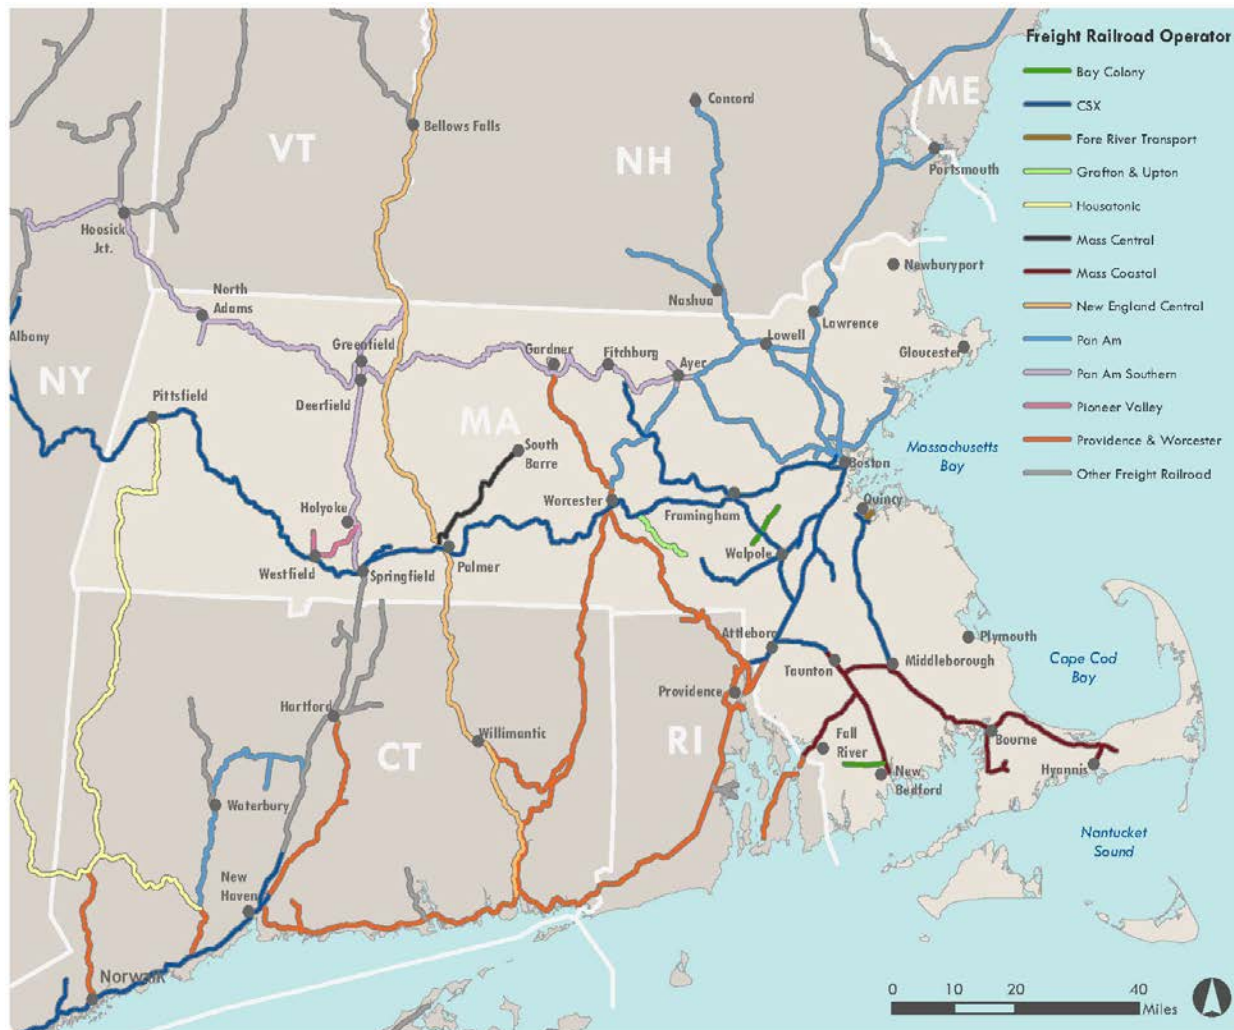 Freight Railroad Operator
Bay Colony
CSX
Fore River Transport
Grafton & Upton
Housatonic
Mass Central
Mass Coastal
New England Central
Pan Am
Pan Am Southern
Pioneer Valley
Providence & Worcester
Other Freight Railroad
ME
Concord
Bellows Falls
VT
NH
Portsmouth
Hoosick
Jct.
Newburyport
North
Adams
Nashua
Albany
Lawrence
Lowell
Greenfield
Gardner
Fitchburg
Ayer
Gloucester
NY
Pittsfield
Deerfield
MA
South
Barre
Massachusetts
Bay
Boston
Holyoke
Worcester
Framingham
Quincy
Westfield
Springfield
Palmer
Walpole
Attleboro
Taunton
Middleborough
Plymouth
Cape Cod
Bay
Providence
Hartford
Willimantic
CT
RI
Fall
River
Bourne
Hyannis
New
Bedford
Waterbury
Nantucket
Sound
New
Haven
Norwalk
0 10 20 40
Miles